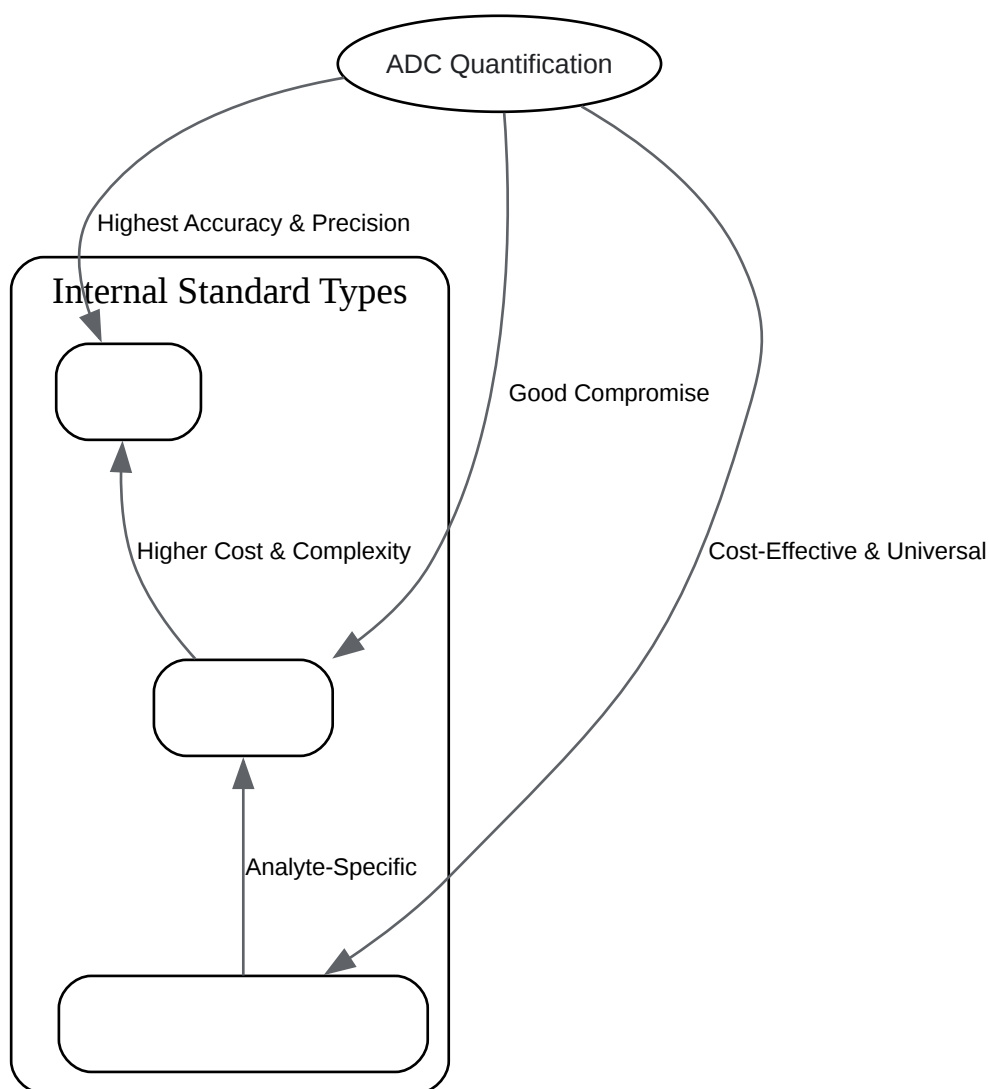 ADC Quantification
Highest Accuracy & Precision
Internal Standard Types
Good Compromise
Higher Cost & Complexity
Cost-Effective & Universal
Analyte-Specific